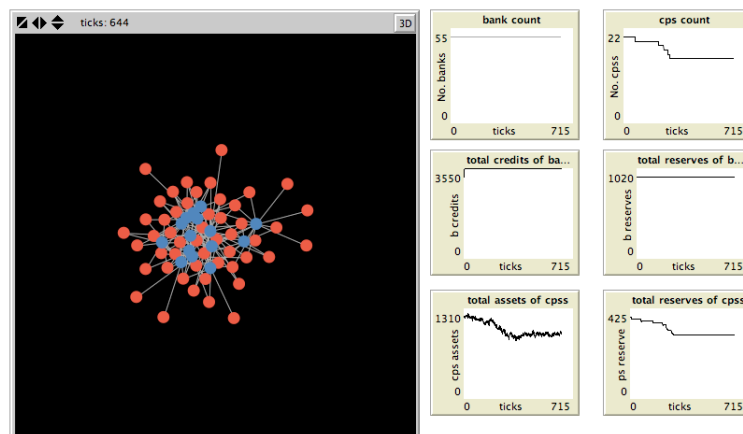 ticks: 644
3D
bank count
55
No. banks
0
0 ticks 715
cps count
22
No. cpss
0
0 ticks 715
total credits of ba...
3550
b credits
0
0 ticks 715
total reserves of b...
1020
b reserves
0
0 ticks 715
total assets of cpss
1310
cps assets
0
0 ticks 715
total reserves of cpss
425
ps reserve
0
0 ticks 715